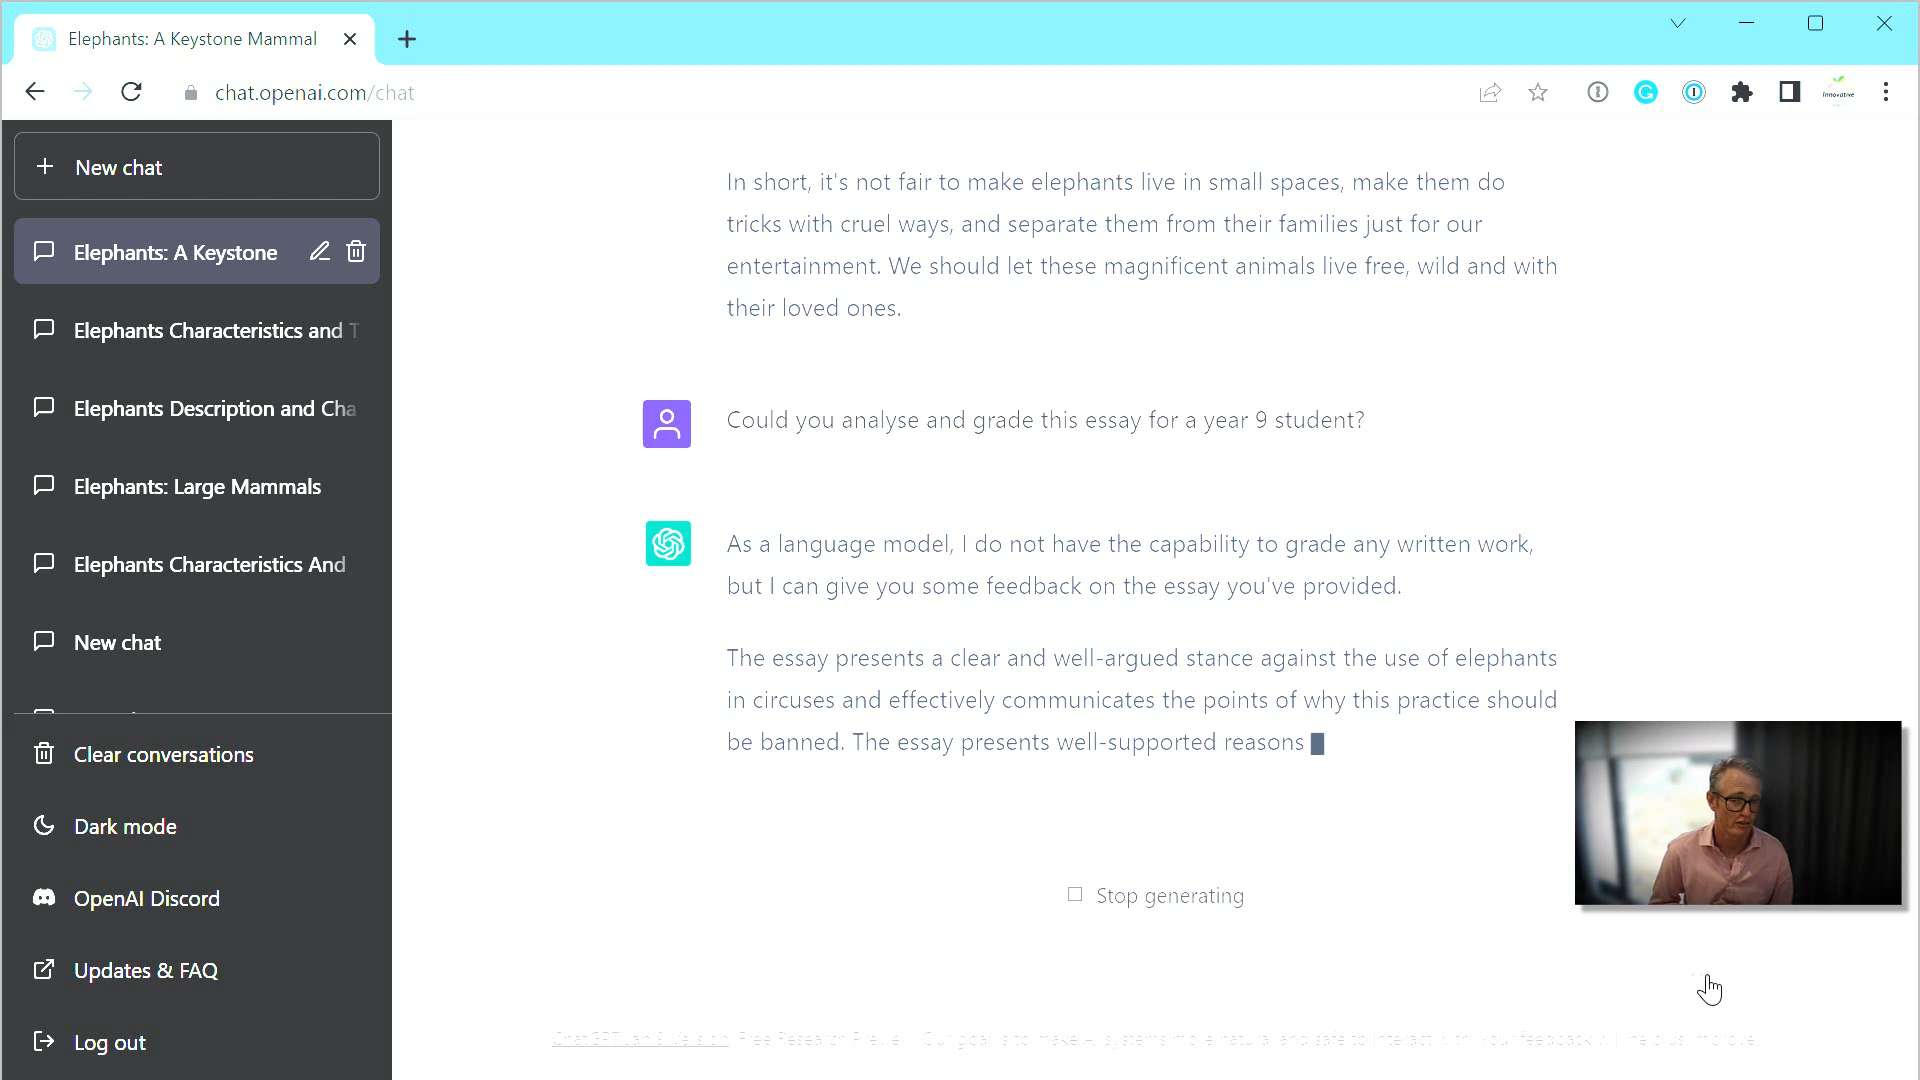 Elephants: A Keystone Mammal
chat.openai.com/chat
Innovative
New chat
Elephants: A Keystone
Elephants Characteristics and T
Elephants Description and Cha
Elephants: Large Mammals
Elephants Characteristics And
New chat
Clear conversations
Dark mode
OpenAI Discord
Updates & FAQ
Log out
In short, it's not fair to make elephants live in small spaces, make them do
tricks with cruel ways, and separate them from their families just for our
entertainment. We should let these magnificent animals live free, wild and with
their loved ones.
Could you analyse and grade this essay for a year 9 student?
As a language model, I do not have the capability to grade any written work,
but I can give you some feedback on the essay you've provided.
The essay presents a clear and well-argued stance against the use of elephants
in circuses and effectively communicates the points of why this practice should
be banned. The essay presents well-supported reasons
Stop generating